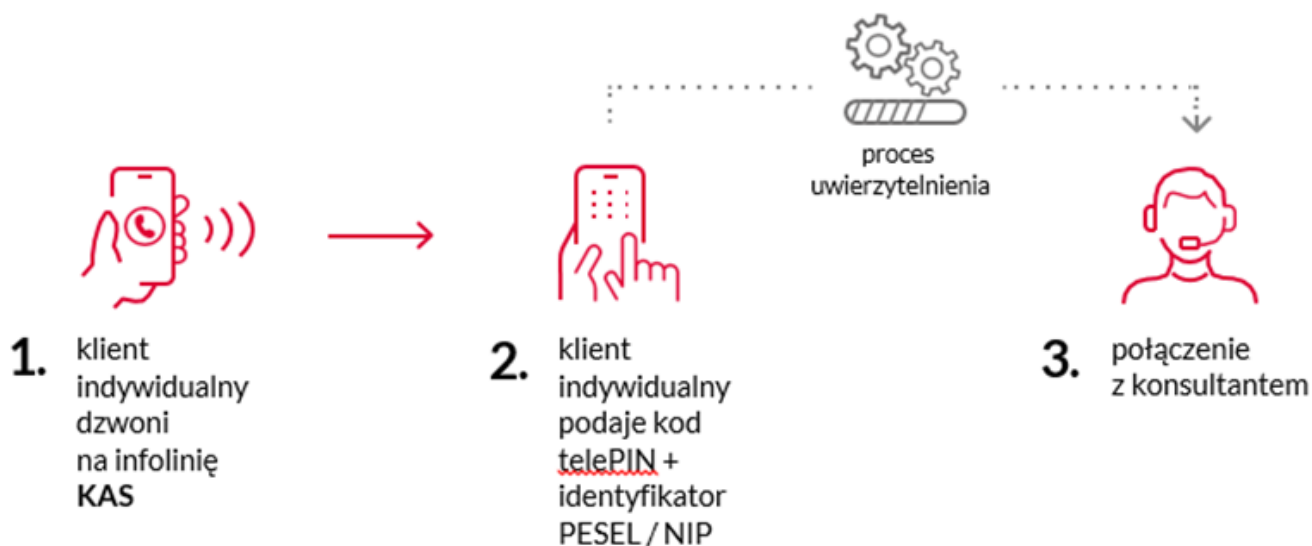 proces
uwierzytelnienia
1. klient
indywidualny
dzwoni
na infolinię
KAS
2. klient
indywidualny
podaje kod
telePIN +
identyfikator
PESEL / NIP
3. połączenie
z konsultantem